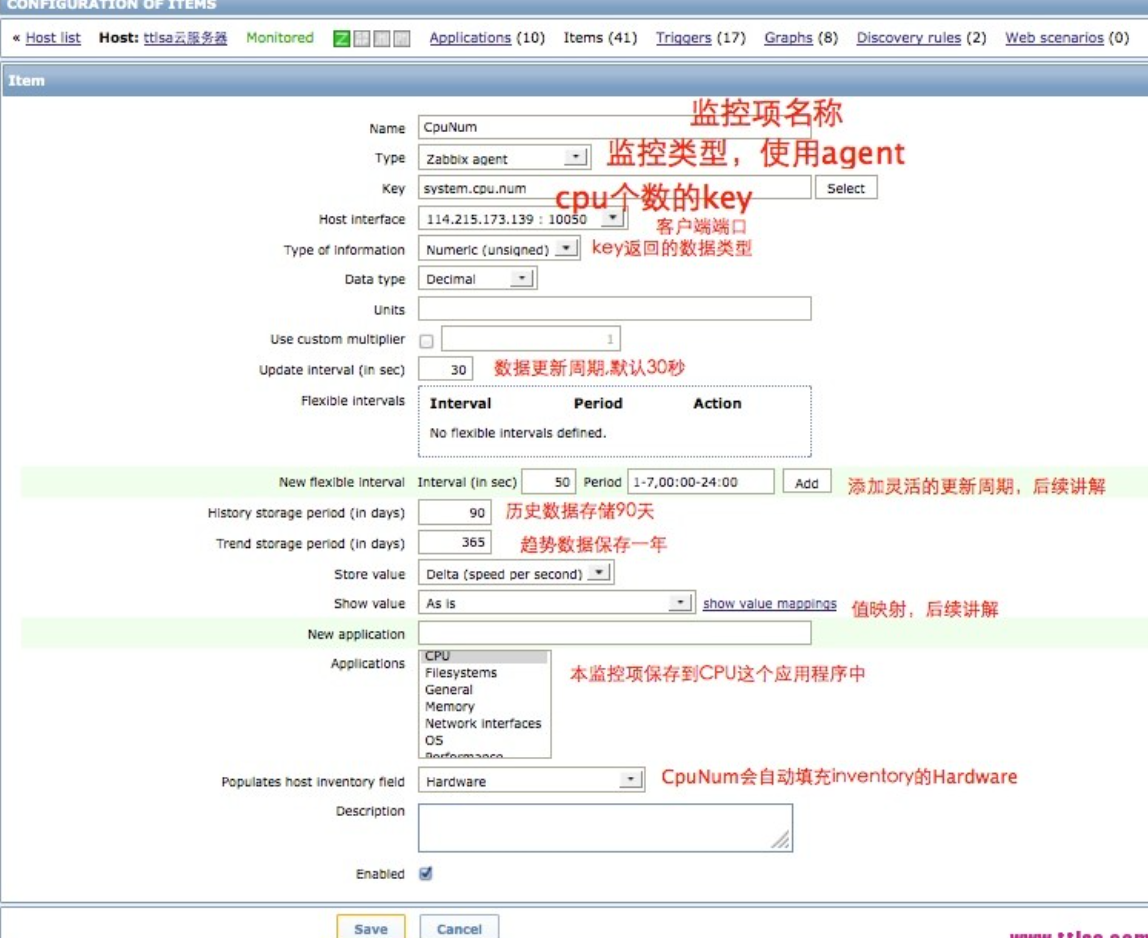 CONFIGURATION OF ITEMS
« Host list Host: ttlsa云服务器 Monitored Z Applications (10) Items (41) Triggers (17) Graphs (8) Discovery rules (2) Web scenarios (0)
Item
监控项名称
Name CpuNum
Type Zabbix agent 监控类型，使用agent
Key system.cpu.num Select
cpu个数的key
Host interface 114.215.173.139 : 10050 客户端端口
Type of information Numeric (unsigned) key返回的数据类型
Data type Decimal
Units
Use custom multiplier 1
Update interval (in sec) 30 数据更新周期,默认30秒
Flexible intervals Interval Period Action
No flexible intervals defined.
New flexible interval Interval (in sec) 50 Period 1-7,00:00-24:00 Add 添加灵活的更新周期，后续讲解
History storage period (in days) 90 历史数据存储90天
Trend storage period (in days) 365 趋势数据保存一年
Store value Delta (speed per second)
Show value As is show value mappings 值映射，后续讲解
New application
Applications CPU
Filesystems 本监控项保存到CPU这个应用程序中
General
Memory
Network interfaces
OS
Performance
Populates host inventory field Hardware CpuNum会自动填充inventory的Hardware
Description
Enabled
Save Cancel
www.ttlsa.com